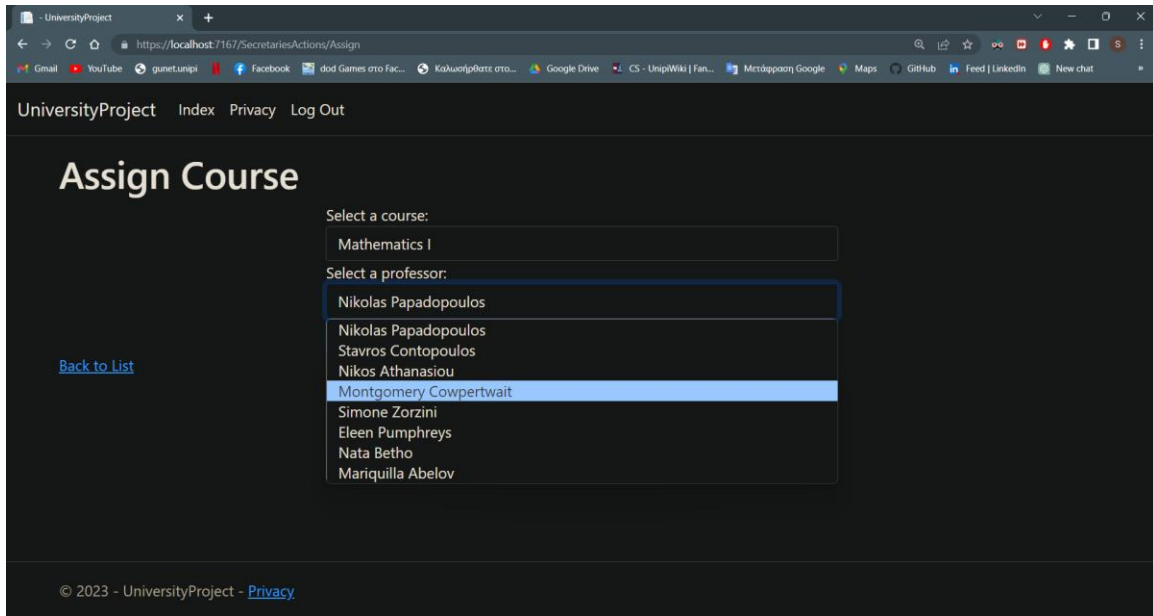 - UniversityProject
https://localhost:7167/SecretariesActions/Assign
Gmail YouTube gunet.unipi Facebook dod Games στο Fac... Καλωσήρθατε στο... Google Drive CS - UnipiWiki | Fan... Μετάφραση Google Maps GitHub Feed | LinkedIn New chat »
UniversityProject Index Privacy Log Out
Assign Course
Select a course:
Mathematics I
Select a professor:
Nikolas Papadopoulos
Nikolas Papadopoulos
Stavros Contopoulos
Nikos Athanasiou
Back to List
Montgomery Cowpertwait
Simone Zorzini
Eleen Pumphreys
Nata Betho
Mariquilla Abelov
© 2023 - UniversityProject - Privacy